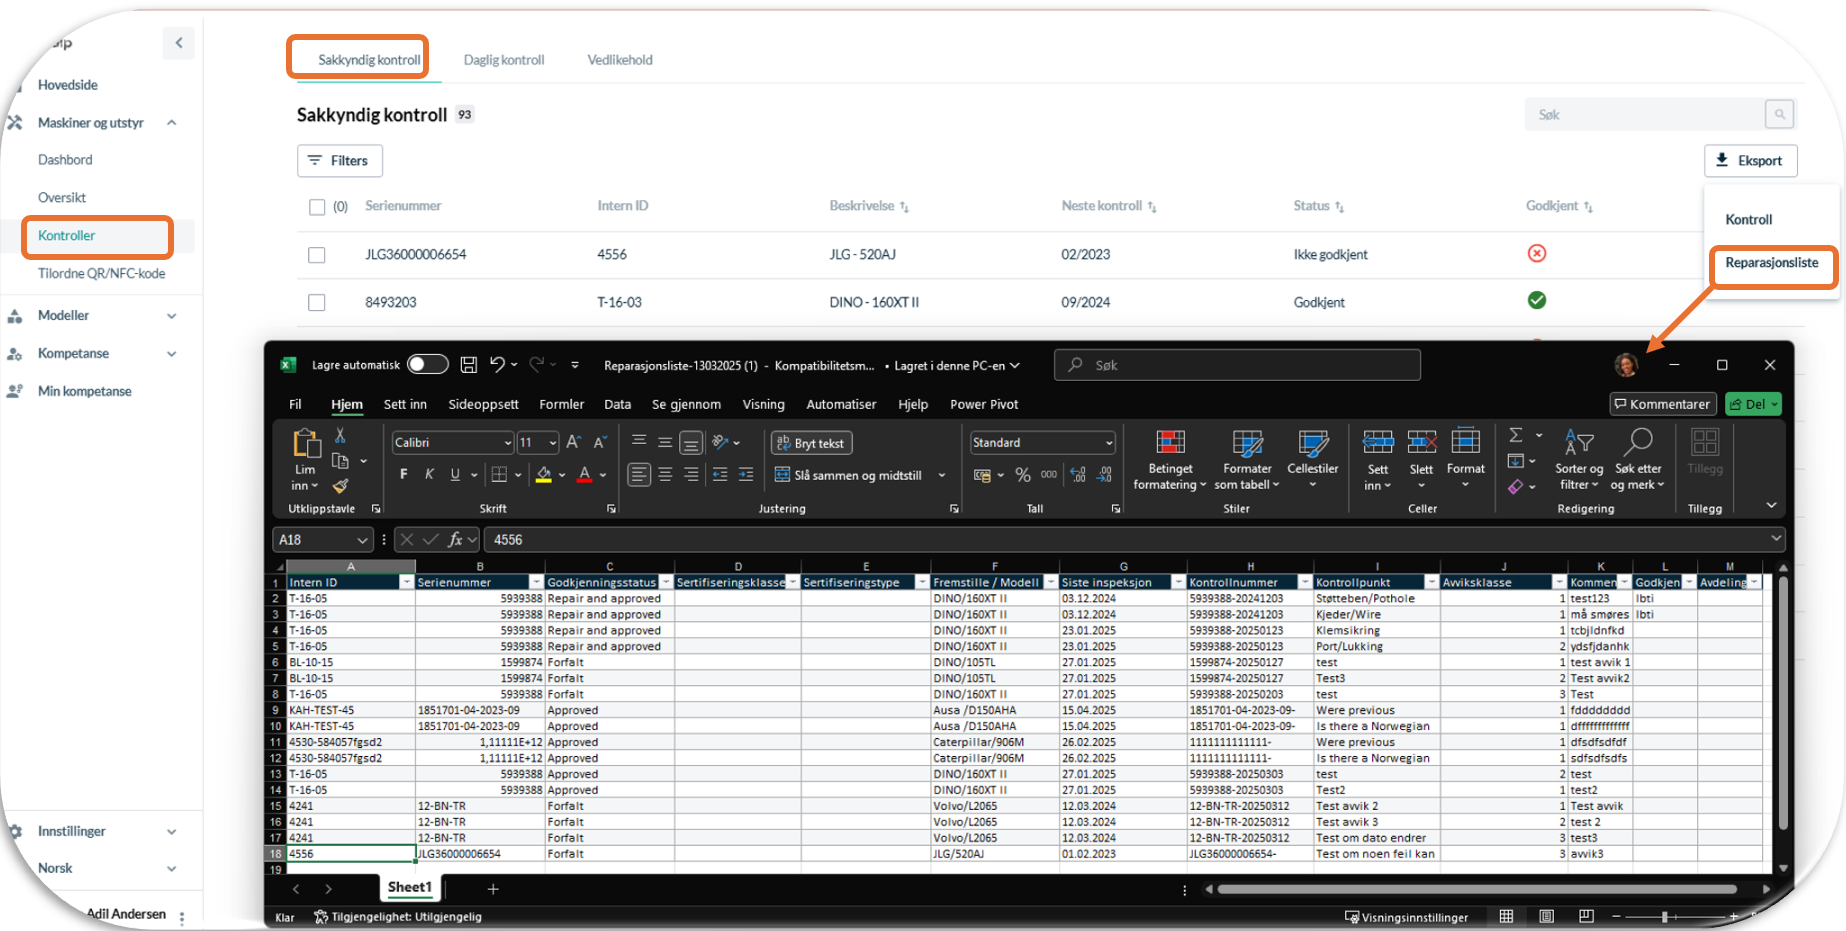 Hovedside
Maskiner og utstyr
Dashbord
Oversikt
Kontroller
Tilordne QR/NFC-kode
Modeller
Kompetanse
Min kompetanse
Innstillinger
Norsk
Adil Andersen
Sakkyndig kontroll Daglig kontroll Vedlikehold
Sakkyndig kontroll 93
Søk
Filters
Eksport
Kontroll
Reparasjonsliste
(0) Serienummer Intern ID Beskrivelse Neste kontroll Status Godkjent
JLG36000006654 4556 JLG - 520AJ 02/2023 Ikke godkjent
8493203 T-16-03 DINO - 160XT II 09/2024 Godkjent
Lagre automatisk Reparasjonsliste-13032025 (1) - Kompatibilitetsm... • Lagret i denne PC-en Søk
Fil Hjem Sett inn Sideoppsett Formler Data Se gjennom Visning Automatiser Hjelp Power Pivot Kommentarer Del
Lim inn
Utklippstavle
Calibri 11
F K U
Skrift
Bryt tekst
Slå sammen og midtstill
Justering
Standard
% 000
Tall
Betinget formatering
Formater som tabell
Cellestiler
Stiler
Sett inn
Slett
Format
Celler
Sorter og filtrer
Søk etter og merk
Redigering
Tillegg
Tillegg
A18 fx 4556
A B C D E F G H I J K L M
1 Intern ID Serienummer Godkjenningsstatus Sertifiseringsklasse Sertifiseringstype Fremstille / Modell Siste inspeksjon Kontrollnummer Kontrollpunkt Avviksklasse Kommen Godkjen Avdeling
2 T-16-05 5939388 Repair and approved DINO/160XT II 03.12.2024 5939388-20241203 Støtteben/Pothole 1 test123 Ibti
3 T-16-05 5939388 Repair and approved DINO/160XT II 03.12.2024 5939388-20241203 Kjeder/Wire 1 må smøres Ibti
4 T-16-05 5939388 Repair and approved DINO/160XT II 23.01.2025 5939388-20250123 Klemsikring 1 tcbjldnfkd
5 T-16-05 5939388 Repair and approved DINO/160XT II 23.01.2025 5939388-20250123 Port/Lukking 2 ydsfjdanhk
6 BL-10-15 1599874 Forfalt DINO/105TL 27.01.2025 1599874-20250127 test 1 test avvik 1
7 BL-10-15 1599874 Forfalt DINO/105TL 27.01.2025 1599874-20250127 Test3 2 Test avvik2
8 T-16-05 5939388 Forfalt DINO/160XT II 27.01.2025 5939388-20250203 test 3 Test
9 KAH-TEST-45 1851701-04-2023-09 Approved Ausa /D150AHA 15.04.2025 1851701-04-2023-09- Were previous 1 fddddddddd
10 KAH-TEST-45 1851701-04-2023-09 Approved Ausa /D150AHA 15.04.2025 1851701-04-2023-09- Is there a Norwegian 1
11 4530-584057fgsd2 1,11111E+12 Approved Caterpillar/906M 26.02.2025 1111111111111- Were previous 1 dfsdfsdfdf
12 4530-584057fgsd2 1,11111E+12 Approved Caterpillar/906M 26.02.2025 1111111111111- Is there a Norwegian 1 sdfsdfsdfs
13 T-16-05 5939388 Approved DINO/160XT II 27.01.2025 5939388-20250303 test 2 test
14 T-16-05 5939388 Approved DINO/160XT II 27.01.2025 5939388-20250303 Test2 1 test2
15 4241 12-BN-TR Forfalt Volvo/L2065 12.03.2024 12-BN-TR-20250312 Test avvik 2 1 Test avvik
16 4241 12-BN-TR Forfalt Volvo/L2065 12.03.2024 12-BN-TR-20250312 Test avvik 3 2 test 2
17 4241 12-BN-TR Forfalt Volvo/L2065 12.03.2024 12-BN-TR-20250312 Test om dato endrer 3 test3
18 4556 JLG36000006654 Forfalt JLG/520AJ 01.02.2023 JLG36000006654- Test om noen feil kan 3 avvik3
19
Sheet1
Klar Tilgjengelighet: Utilgjengelig Visningsinnstillinger